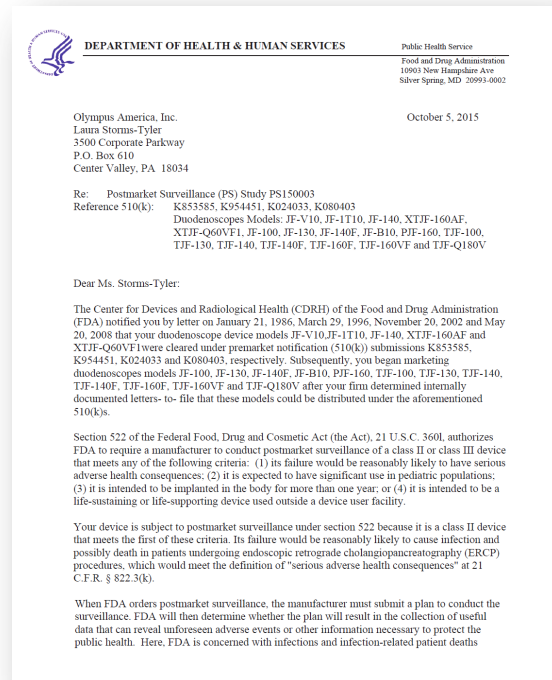 DEPARTMENT OF HEALTH & HUMAN SERVICES
Public Health Service
Food and Drug Administration
10903 New Hampshire Ave
Silver Spring, MD 20993-0002
Olympus America, Inc.
October 5, 2015
Laura Storms-Tyler
3500 Corporate Parkway
P.O. Box 610
Center Valley, PA 18034
Re: Postmarket Surveillance (PS) Study PS150003
Reference 510(k): K853585, K954451, K024033, K080403
Duodenoscopes Models: JF-V10, JF-1T10, JF-140, XTJF-160AF,
XTJF-Q60VF1, JF-100, JF-130, JF-140F, JF-B10, PJF-160, TJF-100,
TJF-130, TJF-140, TJF-140F, TJF-160F, TJF-160VF and TJF-Q180V
Dear Ms. Storms-Tyler:
The Center for Devices and Radiological Health (CDRH) of the Food and Drug Administration
(FDA) notified you by letter on January 21, 1986, March 29, 1996, November 20, 2002 and May
20, 2008 that your duodenoscope device models JF-V10,JF-1T10, JF-140, XTJF-160AF and
XTJF-Q60VF1were cleared under premarket notification (510(k)) submissions K853585,
K954451, K024033 and K080403, respectively. Subsequently, you began marketing
duodenoscopes models JF-100, JF-130, JF-140F, JF-B10, PJF-160, TJF-100, TJF-130, TJF-140,
TJF-140F, TJF-160F, TJF-160VF and TJF-Q180V after your firm determined internally
documented letters- to- file that these models could be distributed under the aforementioned
510(k)s.
Section 522 of the Federal Food, Drug and Cosmetic Act (the Act), 21 U.S.C. 360l, authorizes
FDA to require a manufacturer to conduct postmarket surveillance of a class II or class III device
that meets any of the following criteria: (1) its failure would be reasonably likely to have serious
adverse health consequences; (2) it is expected to have significant use in pediatric populations;
(3) it is intended to be implanted in the body for more than one year; or (4) it is intended to be a
life-sustaining or life-supporting device used outside a device user facility.
Your device is subject to postmarket surveillance under section 522 because it is a class II device
that meets the first of these criteria. Its failure would be reasonably likely to cause infection and
possibly death in patients undergoing endoscopic retrograde cholangiopancreatography (ERCP)
procedures, which would meet the definition of "serious adverse health consequences" at 21
C.F.R. § 822.3(k).
When FDA orders postmarket surveillance, the manufacturer must submit a plan to conduct the
surveillance. FDA will then determine whether the plan will result in the collection of useful
data that can reveal unforeseen adverse events or other information necessary to protect the
public health. Here, FDA is concerned with infections and infection-related patient deaths